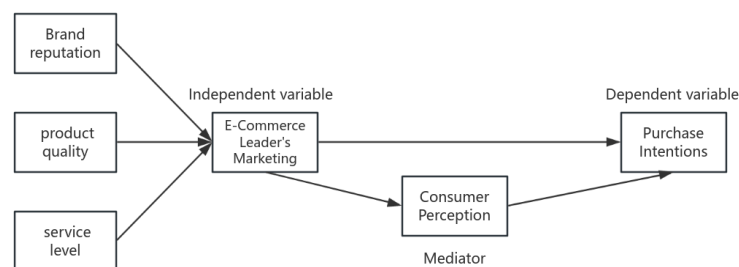 Brand
reputation
Independent variable
Dependent variable
product
quality
E-Commerce
Leader's
Marketing
Purchase
Intentions
Consumer
Perception
service
level
Mediator